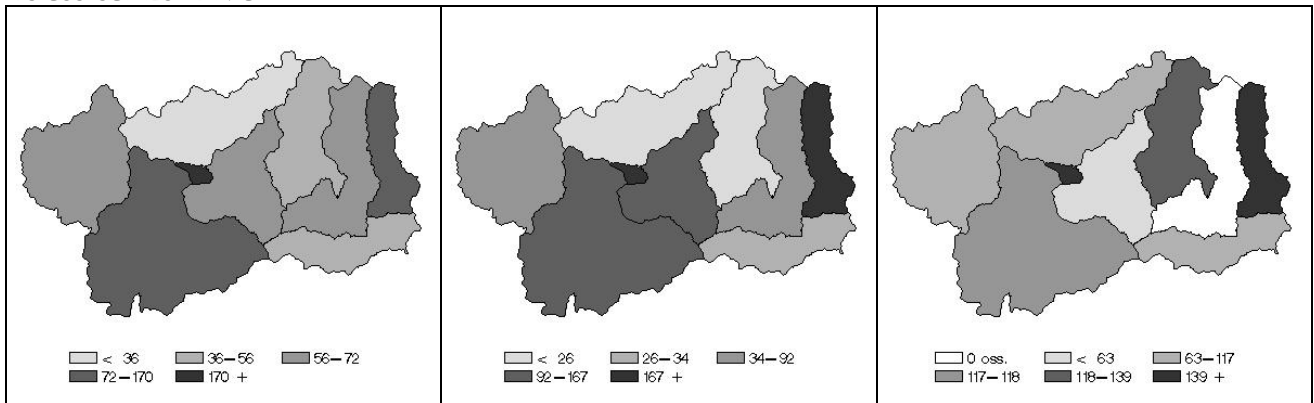 < 36 36–56 56–72
72–170 170 +
< 26 26–34 34–92
92–167 167 +
0 oss. < 63 63–117
117–118 118–139 139 +